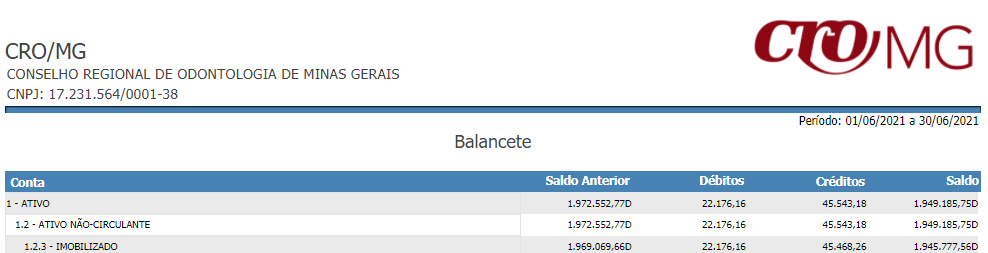 CRO/MG
CONSELHO REGIONAL DE ODONTOLOGIA DE MINAS GERAIS
CNPJ: 17.231.564/0001-38
CRO MG
Período: 01/06/2021 a 30/06/2021
Balancete
Conta Saldo Anterior Débitos Créditos Saldo
1 - ATIVO 1.972.552,77D 22.176,16 45.543,18 1.949.185,75D
1.2 - ATIVO NÃO-CIRCULANTE 1.972.552,77D 22.176,16 45.543,18 1.949.185,75D
1.2.3 - IMOBILIZADO 1.969.069,66D 22.176,16 45.468,26 1.945.777,56D